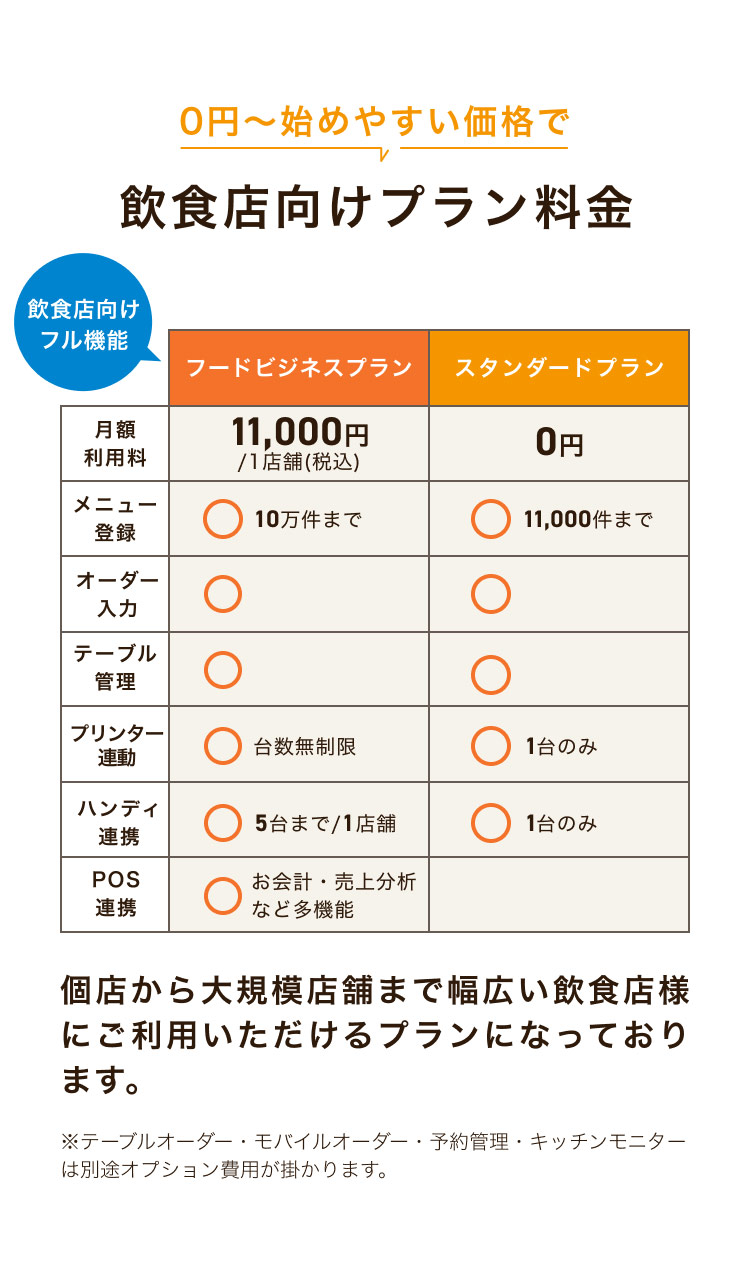 0円～始めやすい価格で
飲食店向けプラン料金
飲食店向け
フル機能
フードビジネスプラン
スタンダードプラン
月額
利用料
11,000円
/1店舗(税込)
0円
メニュー
登録
10万件まで
11,000件まで
オーダー
入力
テーブル
管理
プリンター
連動
台数無制限
1台のみ
ハンディ
連携
5台まで/1店舗
1台のみ
POS
連携
お会計・売上分析
など多機能
個店から大規模店舗まで幅広い飲食店様
にご利用いただけるプランになっており
ます。
※テーブルオーダー・モバイルオーダー・予約管理・キッチンモニター
は別途オプション費用が掛かります。